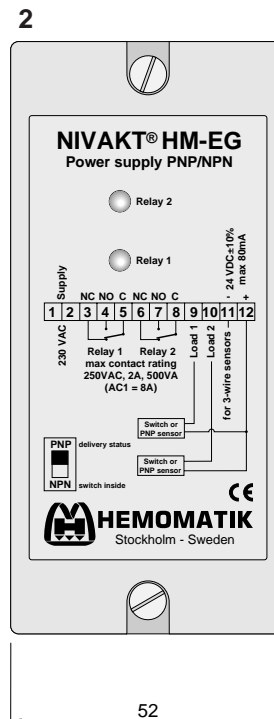 2
NIVAKT® HM-EG
Power supply PNP/NPN
Relay 2
Relay 1
230 VAC Supply
- 24 VDC±10% +
max 80mA
NC NO C NC NO C
1 2 3 4 5 6 7 8 9 10 11 12
Relay 1 Relay 2
max contact rating
250VAC, 2A, 500VA
(AC1 = 8A)
Load 1
Load 2
for 3-wire sensors
Switch or
PNP sensor
Switch or
PNP sensor
PNP delivery status
NPN switch inside
CE
HEMOMATIK
Stockholm - Sweden
52